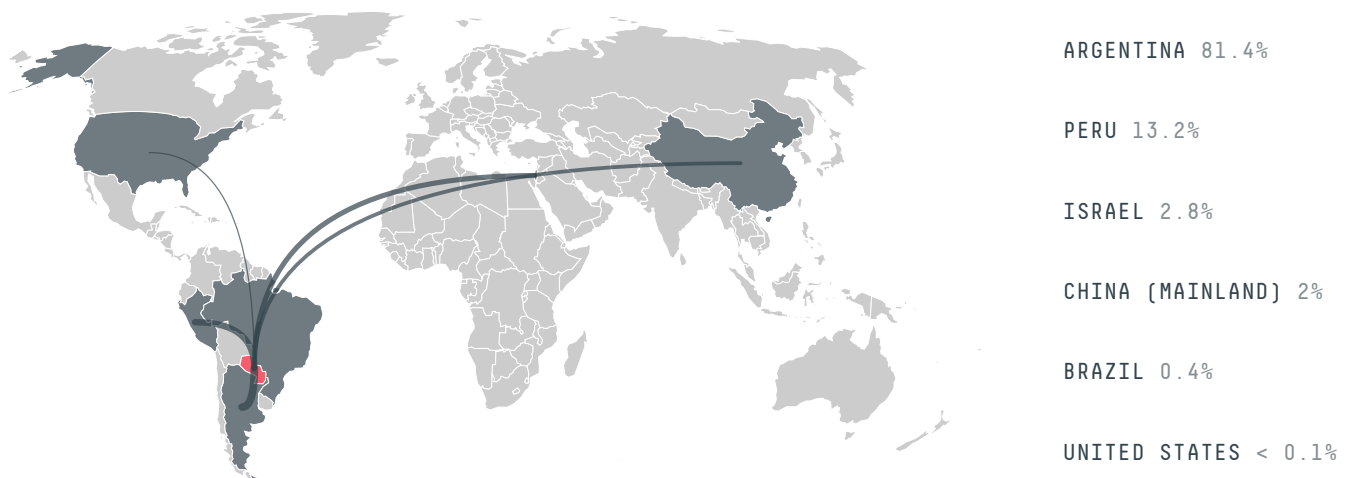 ARGENTINA 81.4%
PERU 13.2%
ISRAEL 2.8%
CHINA (MAINLAND) 2%
BRAZIL 0.4%
UNITED STATES < 0.1%